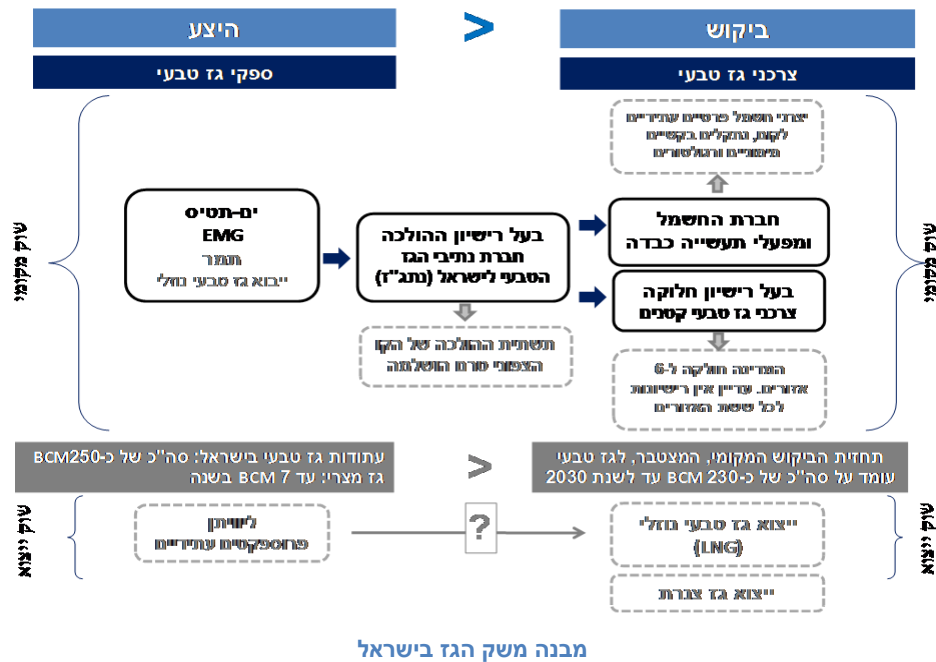 היצע
>
ביקוש
ספקי גז טבעי
צרכני גז טבעי
יצרני חשמל פרטיים עתידיים
לקום, נתקלים בקשיים
מימוניים ורגולטורים
שוק מקומי
ים-תטיס
EMG
תמר
ייבוא גז טבעי נוזלי
בעל רישיון ההולכה
חברת נתיבי הגז
הטבעי לישראל (נתג"ז)
חברת החשמל
ומפעלי תעשייה כבדה
בעל רישיון חלוקה
צרכני גז טבעי קטנים
שוק מקומי
תשתית ההולכה של הקו
הצפוני טרם הושלמה
המדינה חולקה ל-6
אזורים. עדיין אין רישיונות
לכל ששת האזורים
עתודות גז טבעי בישראל: סה"כ של כ-BCM250
גז מצרי: עד 7 BCM בשנה
>
תחזית הביקוש המקומי, המצטבר, לגז טבעי
עומד על סה"כ של כ-230 BCM עד לשנת 2030
שוק ייצוא
לוויתן
פרוספקטים עתידיים
?
ייצוא גז טבעי נוזלי
(LNG)
ייצוא גז צנרת
שוק ייצוא
מבנה משק הגז בישראל